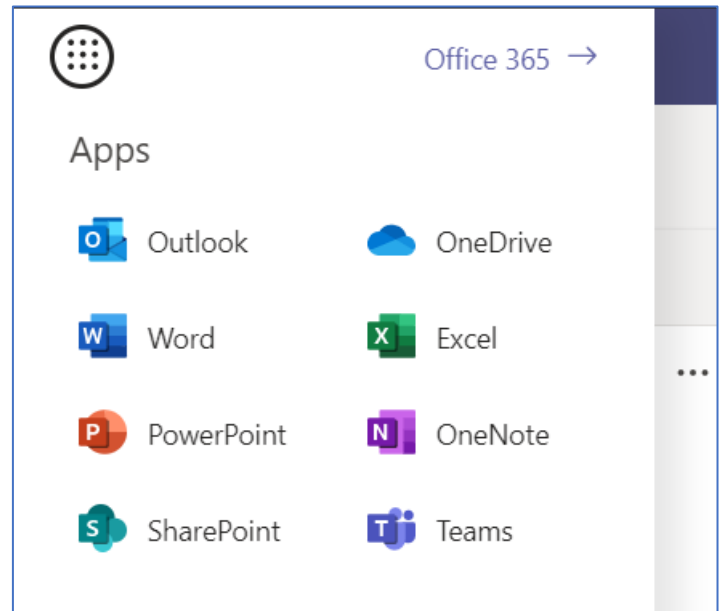 Office 365 →
Apps
Outlook OneDrive
Word Excel
PowerPoint OneNote
SharePoint Teams